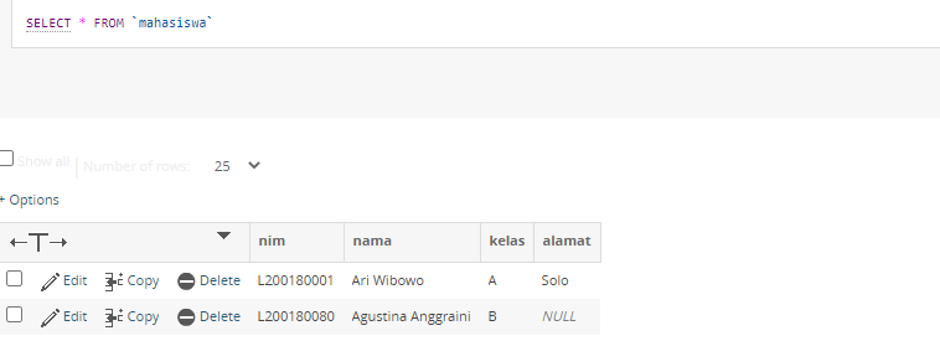 SELECT * FROM `mahasiswa`
Show all | Number of rows: 25
+ Options
←T→ nim nama kelas alamat
Edit Copy Delete L200180001 Ari Wibowo A Solo
Edit Copy Delete L200180080 Agustina Anggraini B NULL